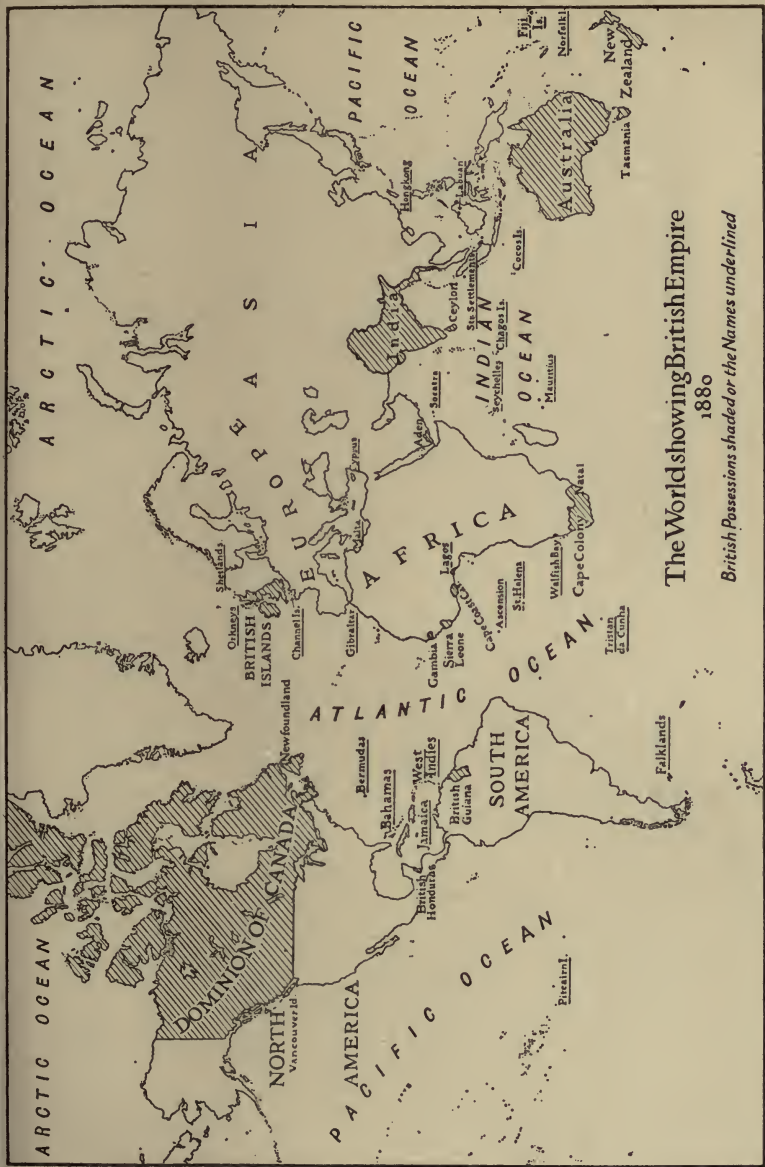 ARCTIC OCEAN
ARCTIC OCEAN
DOMINION OF CANADA
NORTH
AMERICA
Vancouver Id.
Newfoundland
Bermudas
Bahamas
West
Indies
Jamaica
British
Honduras
British
Guiana
SOUTH
AMERICA
Falklands
PACIFIC OCEAN
Pitcairn I.
ATLANTIC OCEAN
Orkneys
Shetlands
BRITISH
ISLANDS
Channel Is.
Gibraltar
Malta
Cyprus
EUROPE
ASIA
AFRICA
Gambia
Sierra
Leone
Cape Coast Ca.
Lagos
Ascension
St. Helena
Walfish Bay
Cape Colony
Natal
Tristan
da Cunha
Aden
Socotra
India
Ceylon
Sts. Settlements
INDIAN
OCEAN
Seychelles
Chagos Is.
Mauritius
Cocos Is.
Hongkong
Labuan
PACIFIC
OCEAN
Australia
Tasmania
New
Zealand
Fiji
Is.
Norfolk I.
The World showing British Empire
1880
British Possessions shaded or the Names underlined